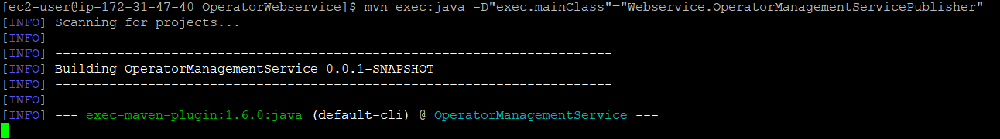 [ec2-user@ip-172-31-47-40 OperatorWebservice]$ mvn exec:java -D"exec.mainClass"="Webservice.OperatorManagementServicePublisher"
[INFO] Scanning for projects...
[INFO]
[INFO] ------------------------------------------------------------------------
[INFO] Building OperatorManagementService 0.0.1-SNAPSHOT
[INFO] ------------------------------------------------------------------------
[INFO]
[INFO] --- exec-maven-plugin:1.6.0:java (default-cli) @ OperatorManagementService ---